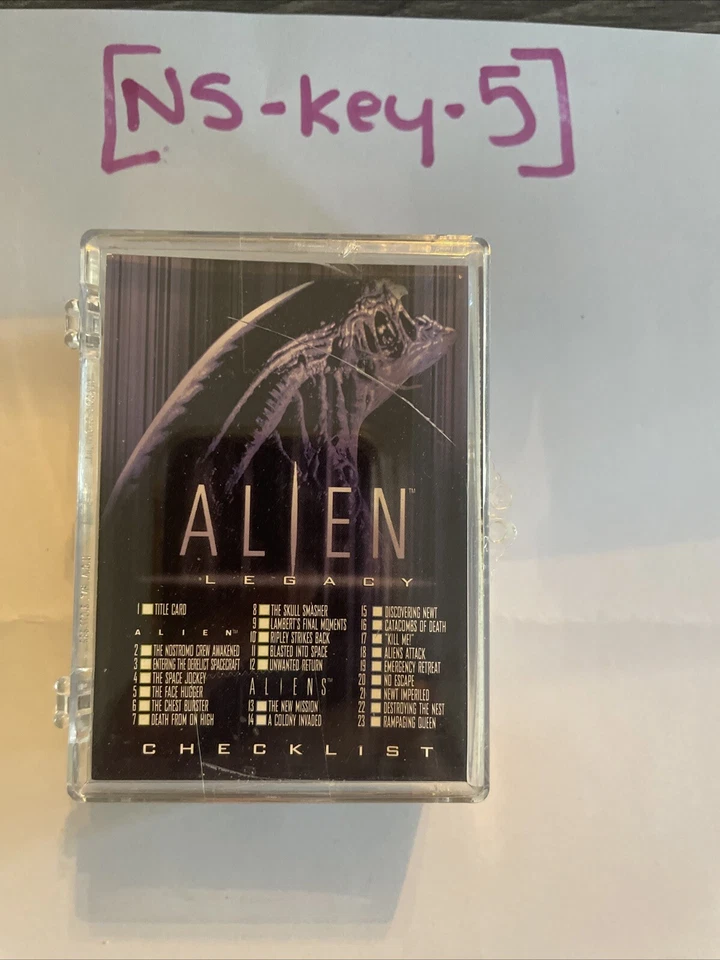 [NS-key-5]
ALIEN™
LEGACY
1 TITLE CARD
ALIEN™
2 THE NOSTROMO CREW AWAKENED
3 ENTERING THE DERELICT SPACECRAFT
4 THE SPACE JOCKEY
5 THE FACE HUGGER
6 THE CHEST BURSTER
7 DEATH FROM ON HIGH
8 THE SKULL SMASHER
9 LAMBERT'S FINAL MOMENTS
10 RIPLEY STRIKES BACK
11 BLASTED INTO SPACE
12 UNWANTED RETURN
ALIENS™
13 THE NEW MISSION
14 A COLONY INVADED
15 DISCOVERING NEWT
16 CATACOMBS OF DEATH
17 "KILL ME!"
18 ALIENS ATTACK
19 EMERGENCY RETREAT
20 NO ESCAPE
21 NEWT IMPERILED
22 DESTROYING THE NEST
23 RAMPAGING QUEEN
CHECKLIST